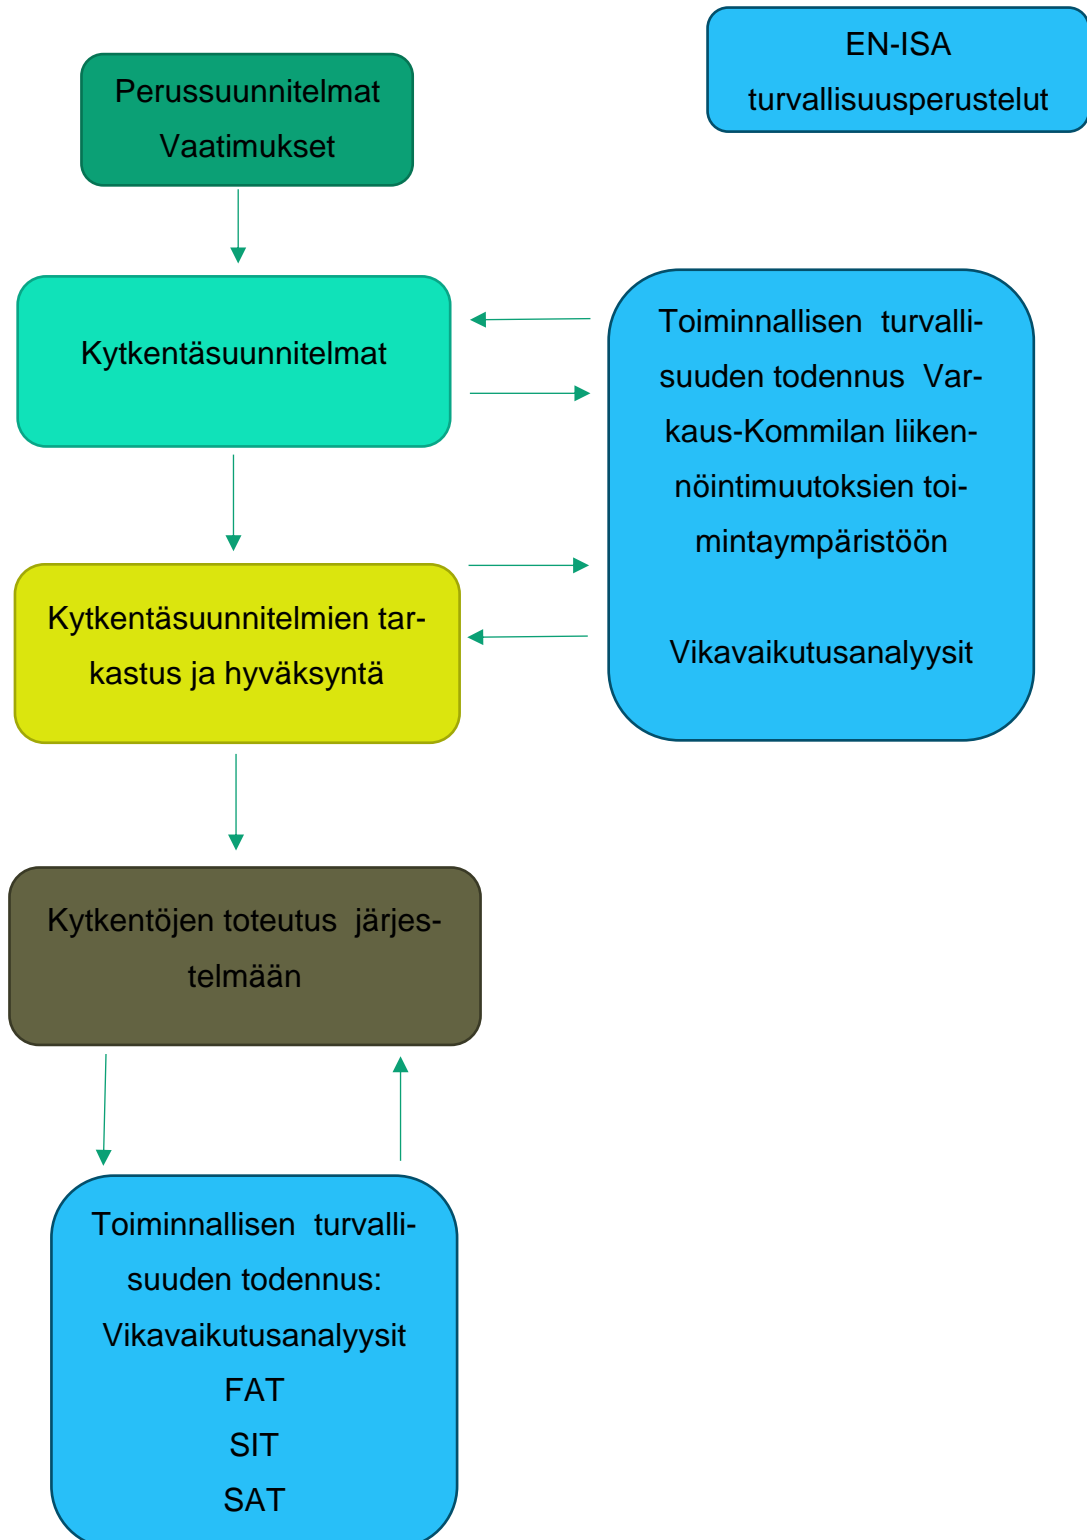 EN-ISA
turvallisuusperustelut
Perussuunnitelmat
Vaatimukset
Kytkentäsuunnitelmat
Toiminnallisen turvalli-
suuden todennus Var-
kaus-Kommilan liiken-
nöintimuutoksien toi-
mintaympäristöön
Vikavaikutusanalyysit
Kytkentäsuunnitelmien tar-
kastus ja hyväksyntä
Kytkentöjen toteutus järjes-
telmään
Toiminnallisen turvalli-
suuden todennus:
Vikavaikutusanalyysit
FAT
SIT
SAT